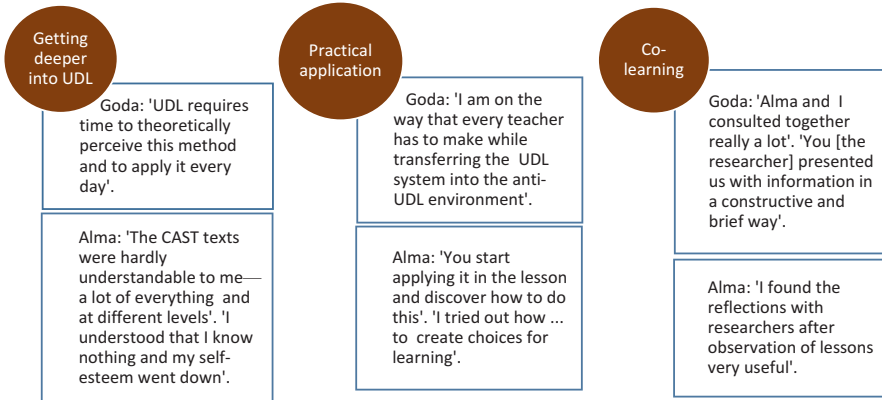 Getting
deeper
into UDL
Goda: 'UDL requires
time to theoretically
perceive this method
and to apply it every
day'.
Alma: 'The CAST texts
were hardly
understandable to me—
a lot of everything and
at different levels'. 'I
understood that I know
nothing and my self-
esteem went down'.
Practical
application
Goda: 'I am on the
way that every teacher
has to make while
transferring the UDL
system into the anti-
UDL environment'.
Alma: 'You start
applying it in the lesson
and discover how to do
this'. 'I tried out how ...
to create choices for
learning'.
Co-
learning
Goda: 'Alma and I
consulted together
really a lot'. 'You [the
researcher] presented
us with information in
a constructive and
brief way'.
Alma: 'I found the
reflections with
researchers after
observation of lessons
very useful'.